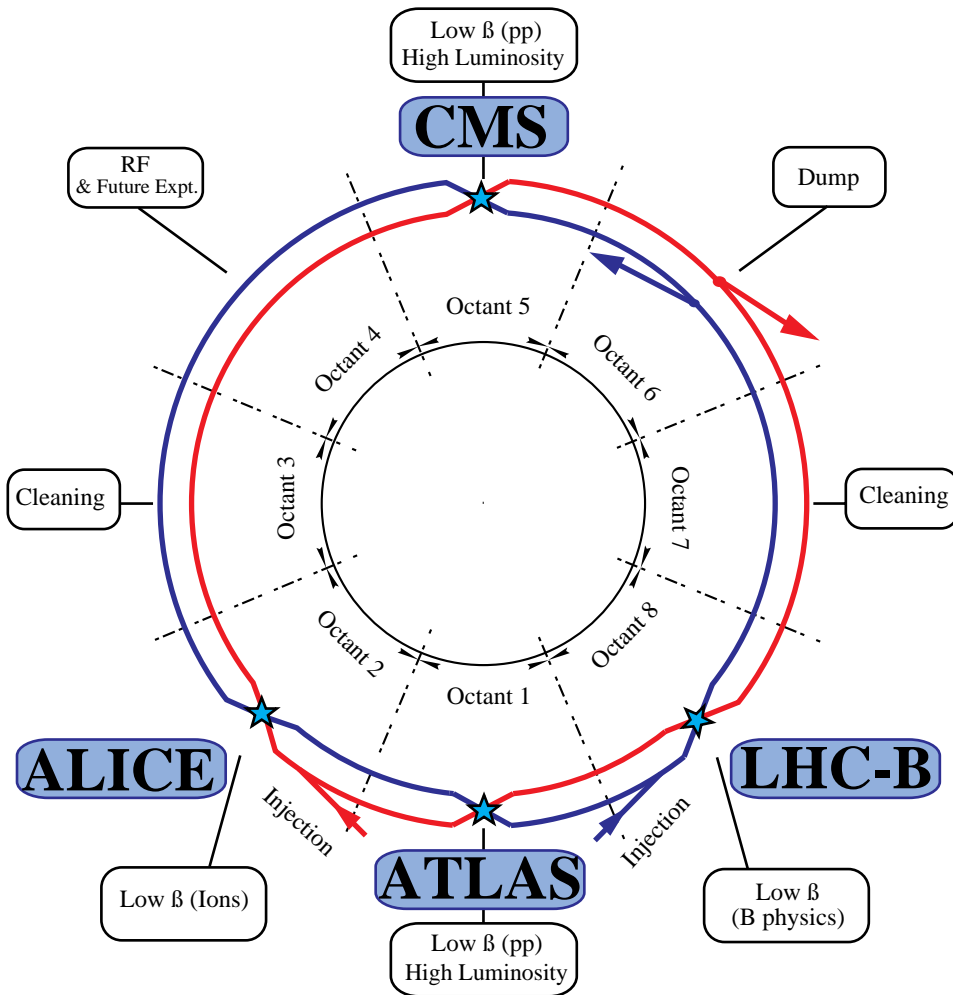 Low ß (pp)
High Luminosity
CMS
RF
& Future Expt.
Dump
Octant 5
Octant 4
Octant 6
Cleaning
Octant 3
Octant 7
Cleaning
Octant 2
Octant 8
Octant 1
ALICE
LHC-B
Injection
Injection
ATLAS
Low ß (Ions)
Low ß
(B physics)
Low ß (pp)
High Luminosity